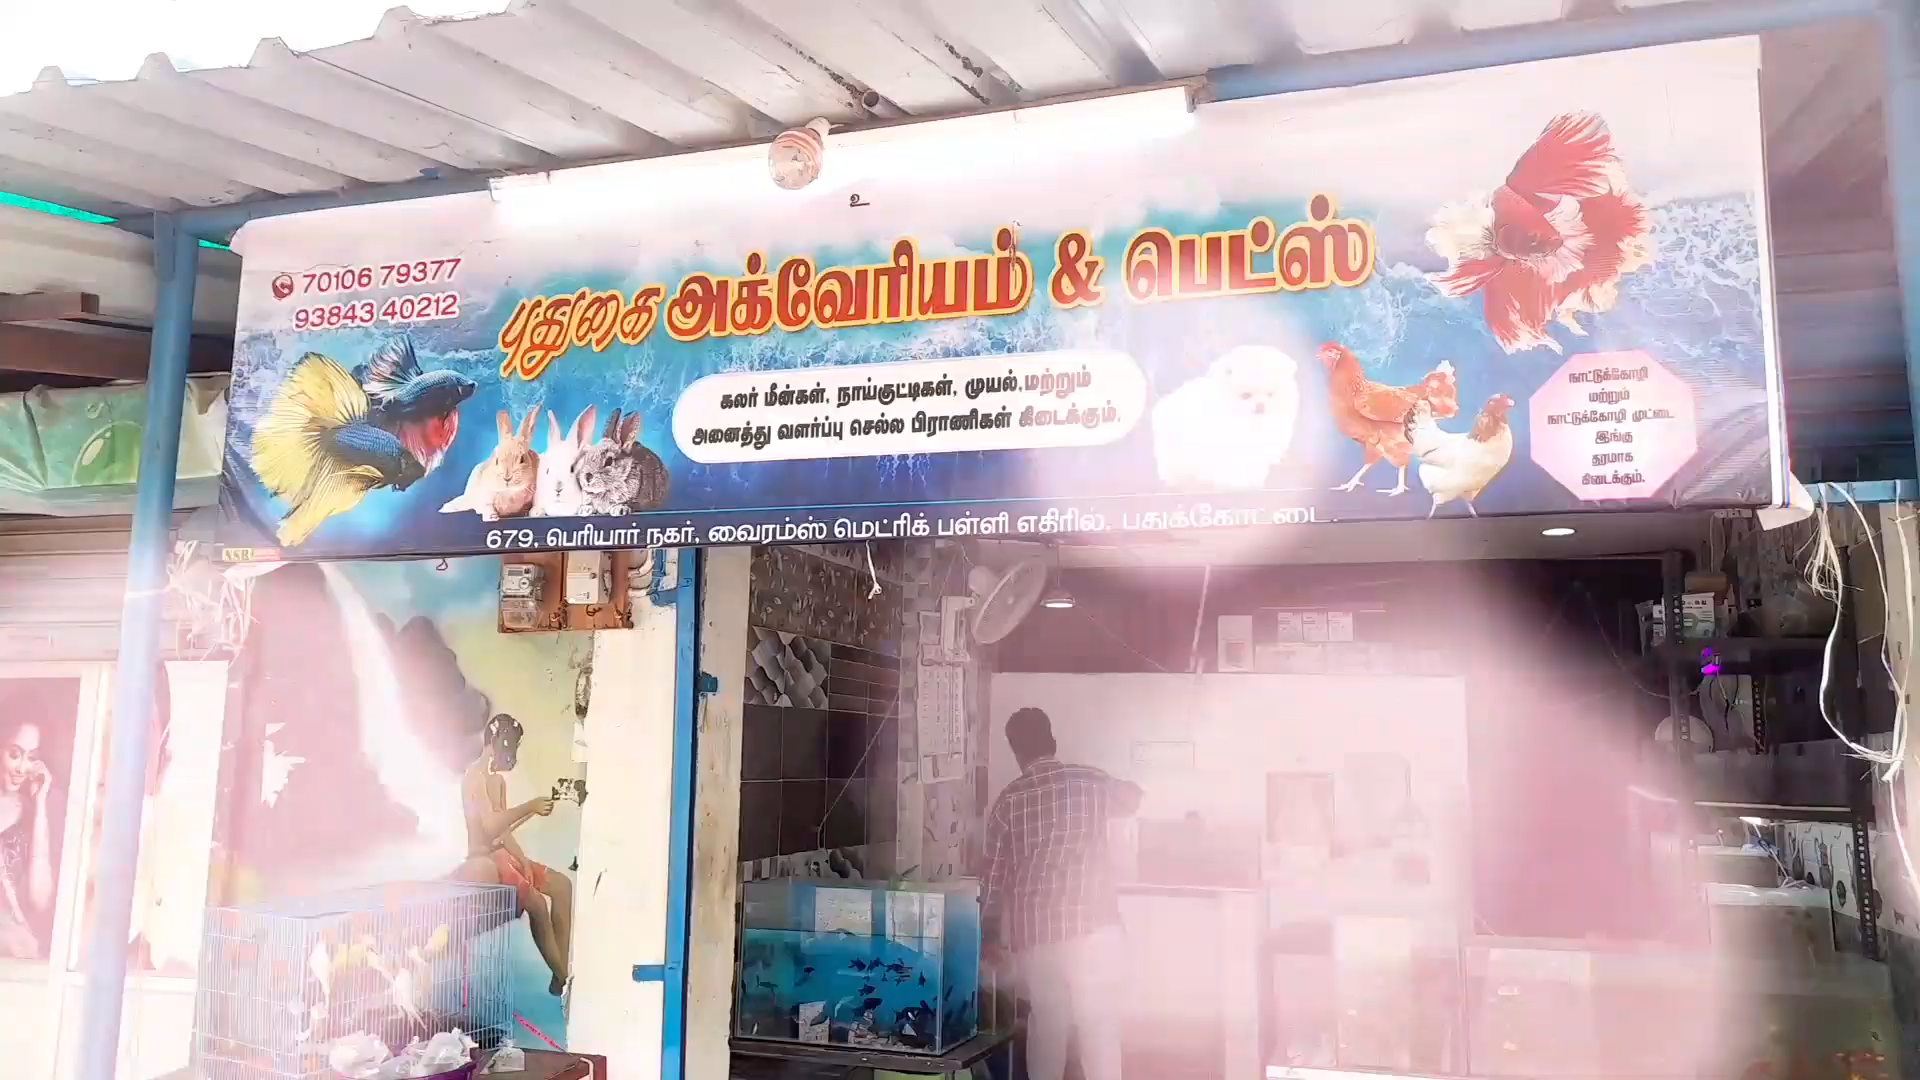 உ
70106 79377
93843 40212
புதுகை அக்வேரியம் & பெட்ஸ்
கலர் மீன்கள், நாய்குட்டிகள், முயல்,மற்றும்
அனைத்து வளர்ப்பு செல்ல பிராணிகள் கிடைக்கும்.
நாட்டுக்கோழி
மற்றும்
நாட்டுக்கோழி முட்டை
இங்கு
தரமாக
கிடைக்கும்.
679, பெரியார் நகர், வைரம்ஸ் மெட்ரிக் பள்ளி எதிரில், புதுக்கோட்டை.